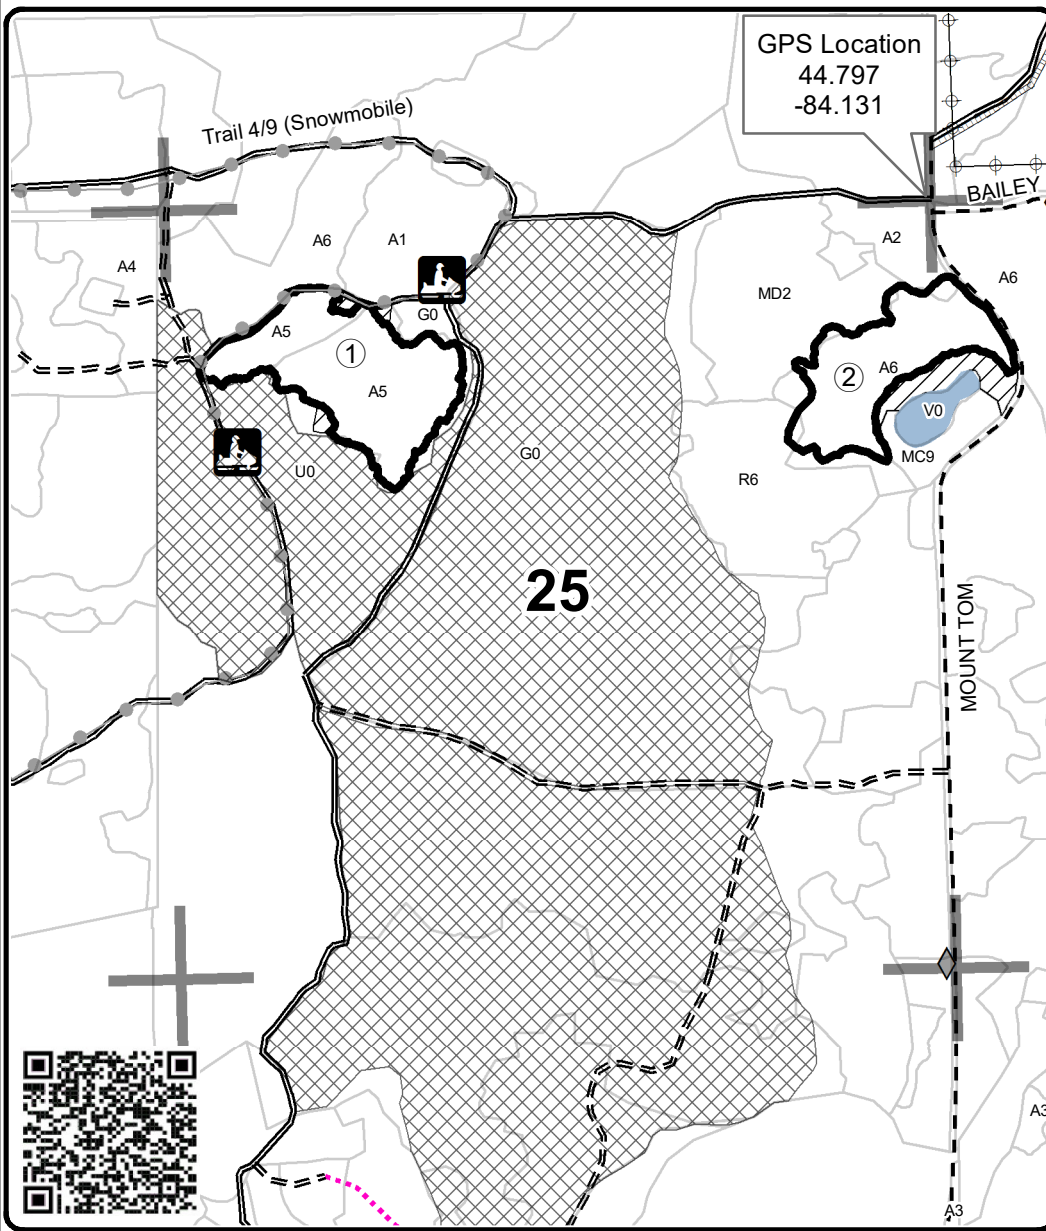 GPS Location
44.797
-84.131
Trail 4/9 (Snowmobile)
BAILEY
A6
A1
A2
A4
A6
MD2
G0
A5
1
A5
2
A6
V0
MC9
G0
U0
R6
25
MOUNT TOM
A3
A3